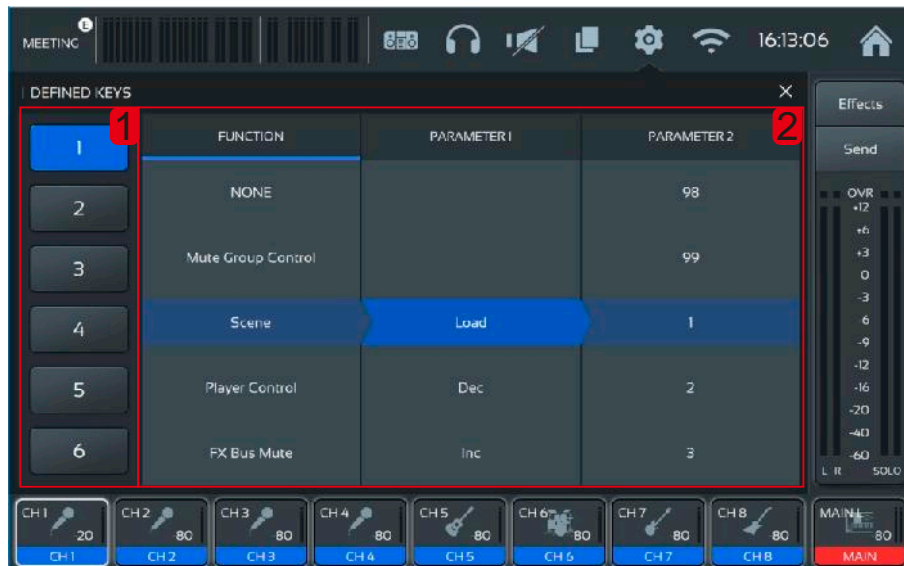 MEETING E 16:13:06
DEFINED KEYS
Effects
Send
1 2
1
2
3
4
5
6
FUNCTION PARAMETER 1 PARAMETER 2
NONE 98
Mute Group Control 99
Scene Load 1
Player Control Dec 2
FX Bus Mute Inc 3
OVR
+12
+6
+3
0
-3
6
-9
-12
-16
-20
-40
-60
L R SOLO
CH 1 CH 2 CH 3 CH 4 CH 5 CH 6 CH 7 CH 8 MAIN L
20 80 80 80 80 80 80 80 80
CH 1 CH 2 CH 3 CH 4 CH 5 CH 6 CH 7 CH 8 MAIN